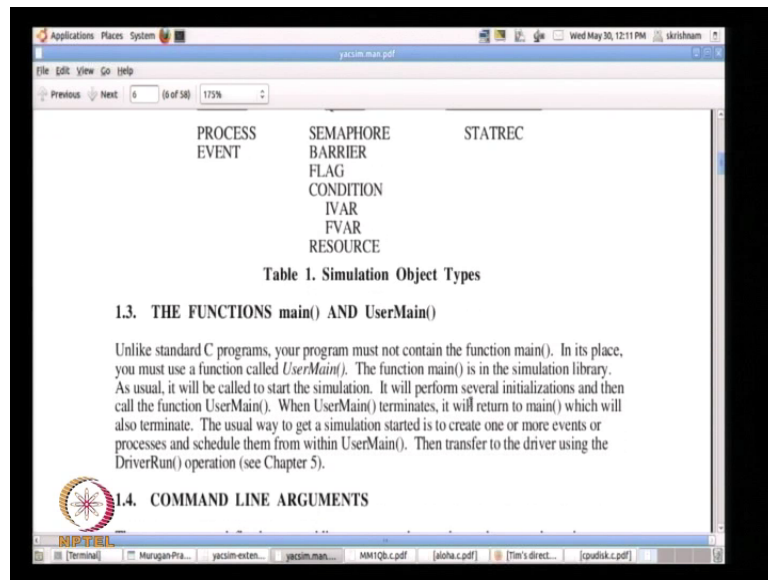 Applications Places System Wed May 30, 12:11 PM skrishnam
yacsim.man.pdf
File Edit View Go Help
Previous Next 6 (6 of 58) 175%
PROCESS SEMAPHORE STATREC
EVENT BARRIER
FLAG
CONDITION
IVAR
FVAR
RESOURCE
Table 1. Simulation Object Types
1.3. THE FUNCTIONS main() AND UserMain()
Unlike standard C programs, your program must not contain the function main(). In its place,
you must use a function called UserMain(). The function main() is in the simulation library.
As usual, it will be called to start the simulation. It will perform several initializations and then
call the function UserMain(). When UserMain() terminates, it will return to main() which will
also terminate. The usual way to get a simulation started is to create one or more events or
processes and schedule them from within UserMain(). Then transfer to the driver using the
DriverRun() operation (see Chapter 5).
1.4. COMMAND LINE ARGUMENTS
NPTEL
[Terminal] Murugan-Pra... yacsim-exten... yacsim.man.... MM1Qb.c.pdf [aloha.c.pdf] [Tim's direct... [cpudisk.c.pdf]